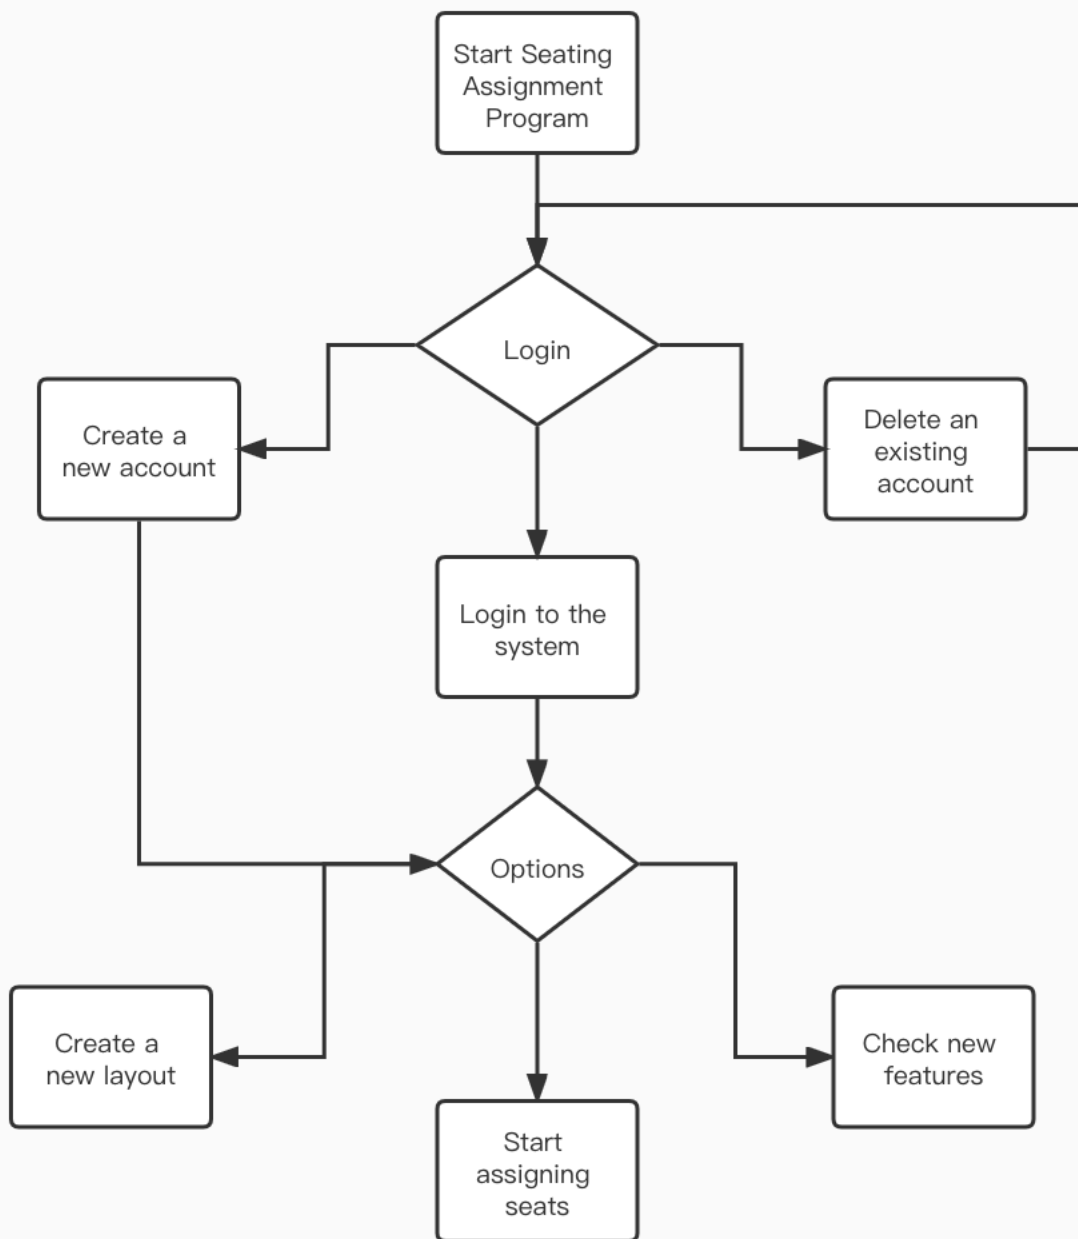 Start Seating
Assignment
Program
Login
Create a
new account
Delete an
existing
account
Login to the
system
Options
Create a
new layout
Check new
features
Start
assigning
seats